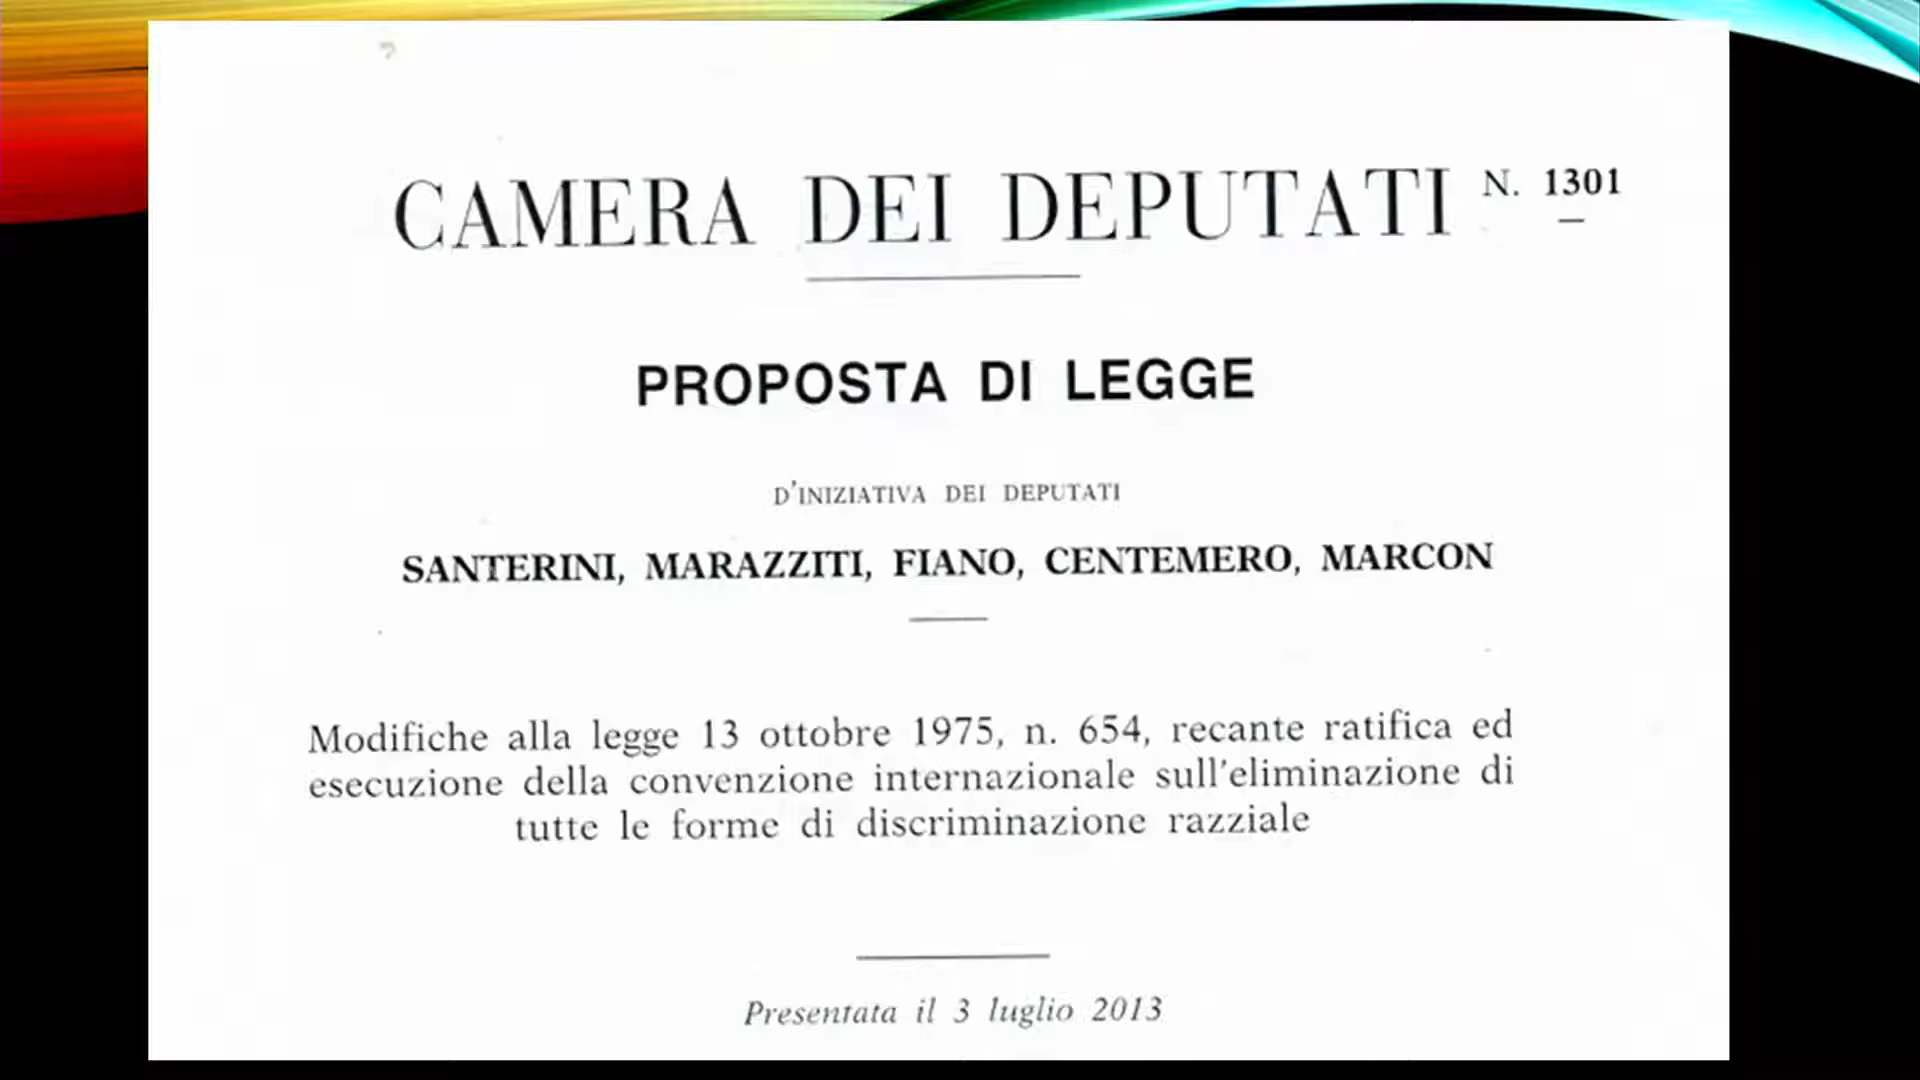 CAMERA DEI DEPUTATI N. 1301
PROPOSTA DI LEGGE
D'INIZIATIVA DEI DEPUTATI
SANTERINI, MARAZZITI, FIANO, CENTEMERO, MARCON
Modifiche alla legge 13 ottobre 1975, n. 654, recante ratifica ed
esecuzione della convenzione internazionale sull'eliminazione di
tutte le forme di discriminazione razziale
Presentata il 3 luglio 2013